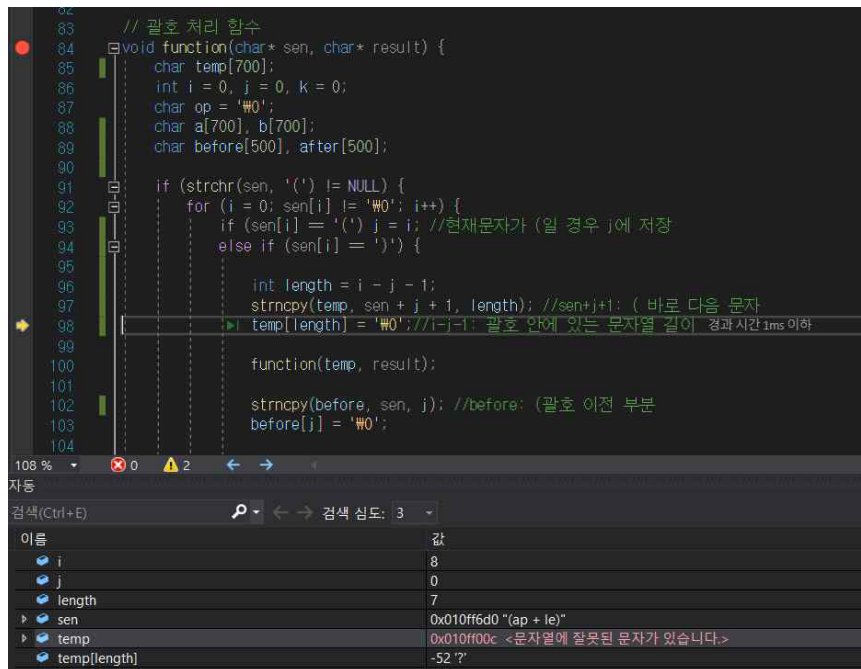 82
83 // 괄호 처리 함수
84 void function(char* sen, char* result) {
85 char temp[700];
86 int i = 0, j = 0, k = 0;
87 char op = '₩0';
88 char a[700], b[700];
89 char before[500], after[500];
90
91 if (strchr(sen, '(') != NULL) {
92 for (i = 0; sen[i] != '₩0'; i++) {
93 if (sen[i] == '(') j = i; //현재문자가 (일 경우 j에 저장
94 else if (sen[i] == ')') {
95
96 int length = i - j - 1;
97 strncpy(temp, sen + j + 1, length); //sen+j+1: ( 바로 다음 문자
98 temp[length] = '₩0';//i-j-1: 괄호 안에 있는 문자열 길이 경과 시간 1ms 이하
99
100 function(temp, result);
101
102 strncpy(before, sen, j); //before: (괄호 이전 부분
103 before[j] = '₩0';
104
108 % 0 2
자동
검색(Ctrl+E) 검색 심도: 3
이름 값
i 8
j 0
length 7
sen 0x010ff6d0 "(ap + le)"
temp 0x010ff00c <문자열에 잘못된 문자가 있습니다.>
temp[length] -52 '?'